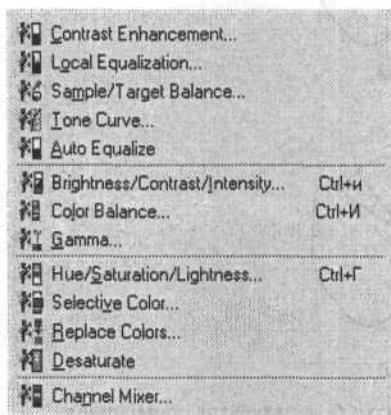 Contrast Enhancement...
Local Equalization...
Sample/Target Balance...
Tone Curve...
Auto Equalize
Brightness/Contrast/Intensity... Ctrl+и
Color Balance... Ctrl+И
Gamma...
Hue/Saturation/Lightness... Ctrl+Г
Selective Color...
Replace Colors...
Desaturate
Channel Mixer...